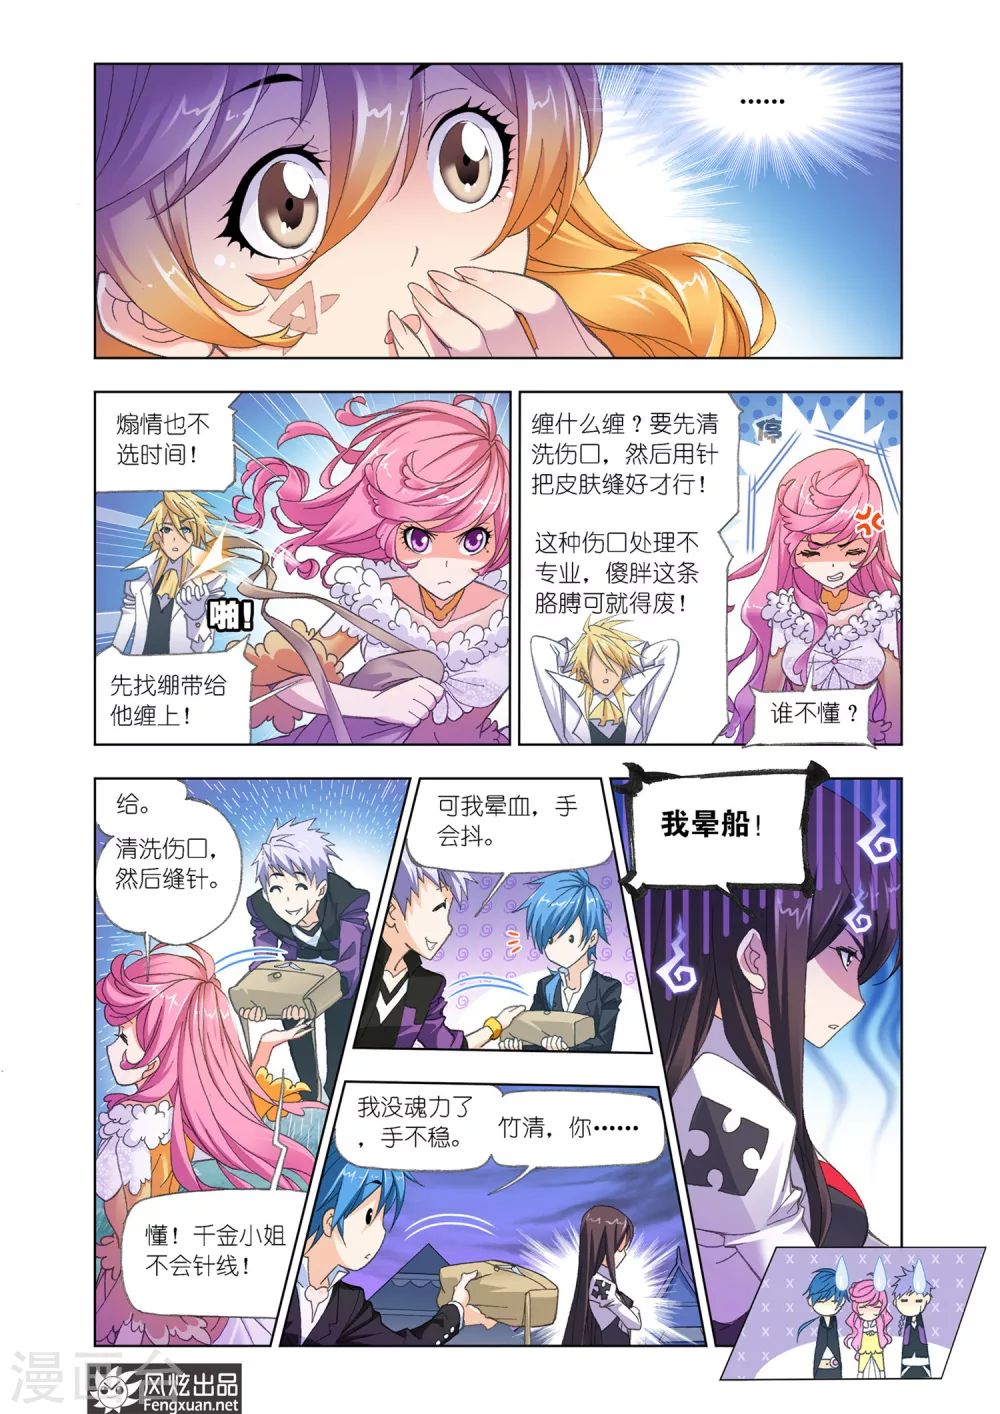 ……
煽情也不
选时间！
啪！
先找绷带给
他缠上！
缠什么缠？要先清
洗伤口，然后用针
把皮肤缝好才行！
这种伤口处理不
专业，傻胖这条
胳膊可就得废！
停
谁不懂？
给。
清洗伤口，
然后缝针。
懂！千金小姐
不会针线！
可我晕血，手
会抖。
我没魂力了
，手不稳。
竹清，你……
我晕船！
漫画台
风炫出品
Fengxuan.net